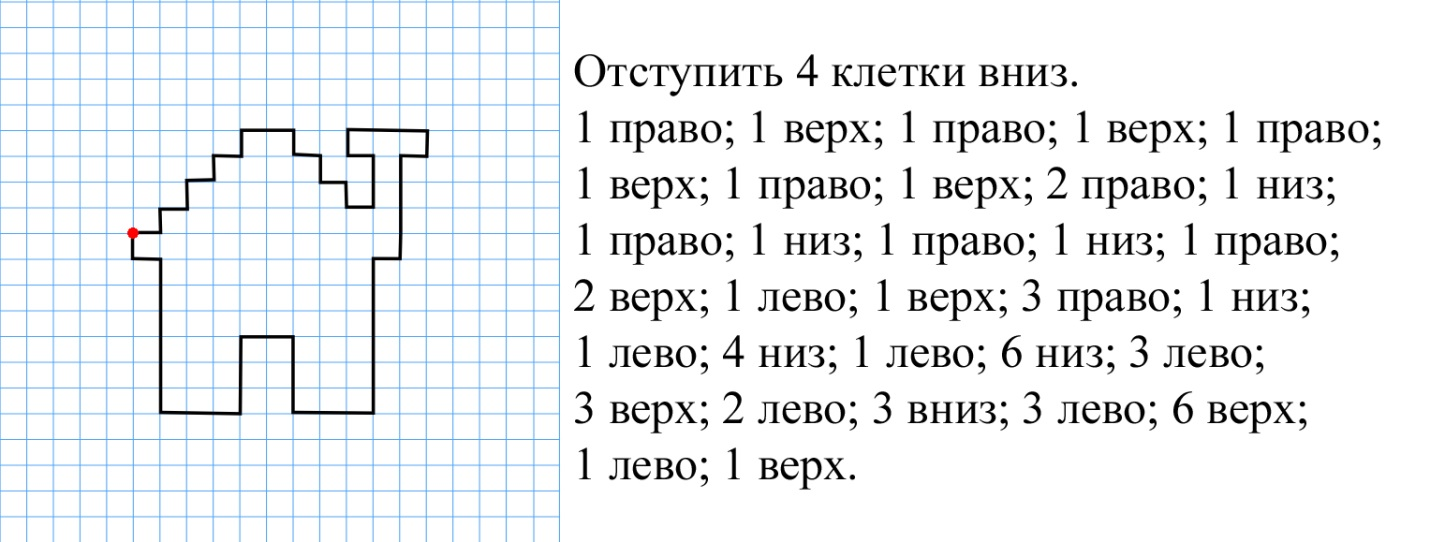 Отступить 4 клетки вниз.
1 право; 1 верх; 1 право; 1 верх; 1 право;
1 верх; 1 право; 1 верх; 2 право; 1 низ;
1 право; 1 низ; 1 право; 1 низ; 1 право;
2 верх; 1 лево; 1 верх; 3 право; 1 низ;
1 лево; 4 низ; 1 лево; 6 низ; 3 лево;
3 верх; 2 лево; 3 вниз; 3 лево; 6 верх;
1 лево; 1 верх.